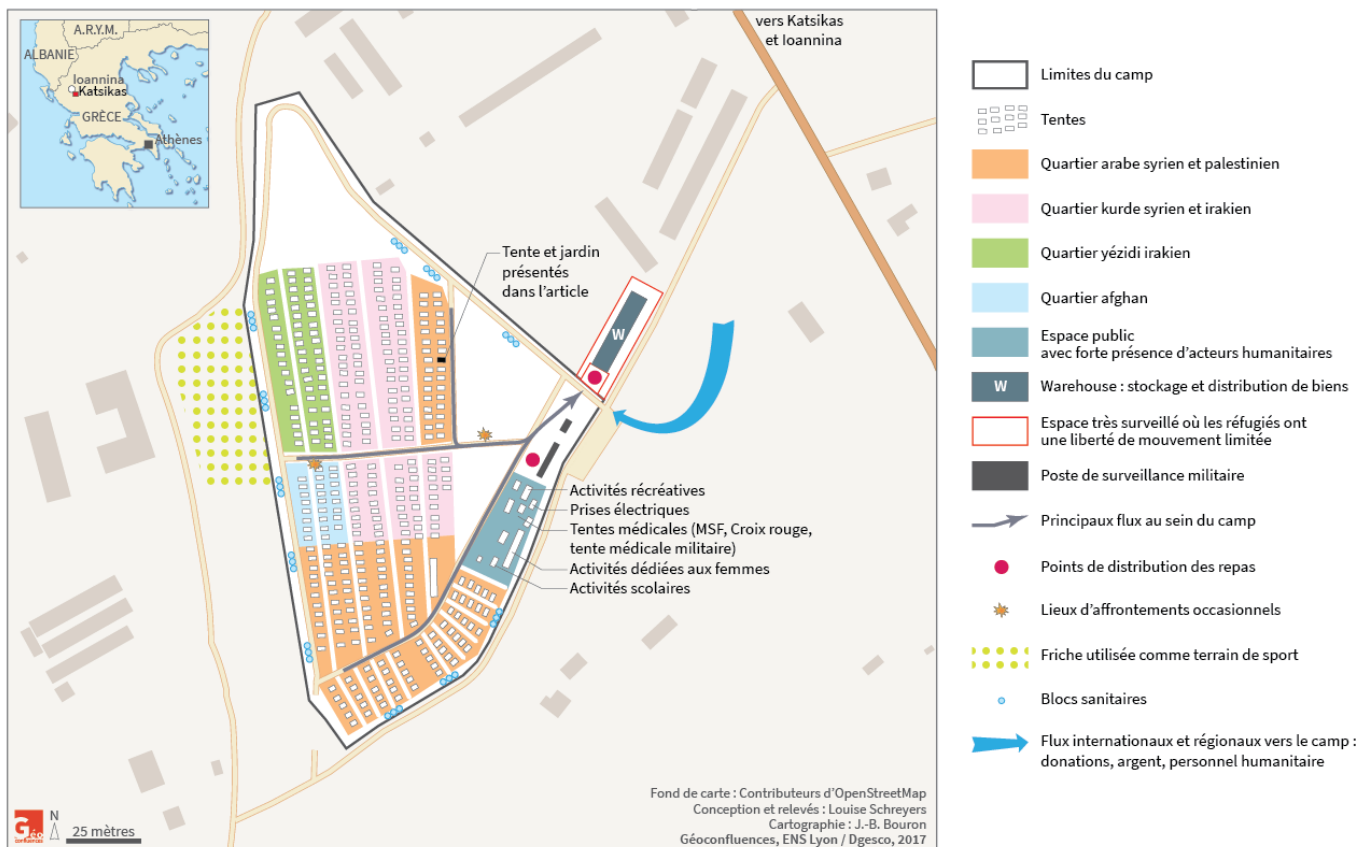 A.R.Y.M.
ALBANIE
Ioannina
Katsikas
GRÈCE
Athènes
vers Katsikas
et Ioannina
Tente et jardin
présentés
dans l'article
W
Activités récréatives
Prises électriques
Tentes médicales (MSF, Croix rouge,
tente médicale militaire)
Activités dédiées aux femmes
Activités scolaires
Fond de carte : Contributeurs d'OpenStreetMap
Conception et relevés : Louise Schreyers
Cartographie : J.-B. Bouron
Géoconfluences, ENS Lyon / Dgesco, 2017
Géo
confluences
N
25 mètres
Limites du camp
Tentes
Quartier arabe syrien et palestinien
Quartier kurde syrien et irakien
Quartier yézidi irakien
Quartier afghan
Espace public
avec forte présence d'acteurs humanitaires
W
Warehouse : stockage et distribution de biens
Espace très surveillé où les réfugiés ont
une liberté de mouvement limitée
Poste de surveillance militaire
Principaux flux au sein du camp
Points de distribution des repas
Lieux d'affrontements occasionnels
Friche utilisée comme terrain de sport
Blocs sanitaires
Flux internationaux et régionaux vers le camp :
donations, argent, personnel humanitaire